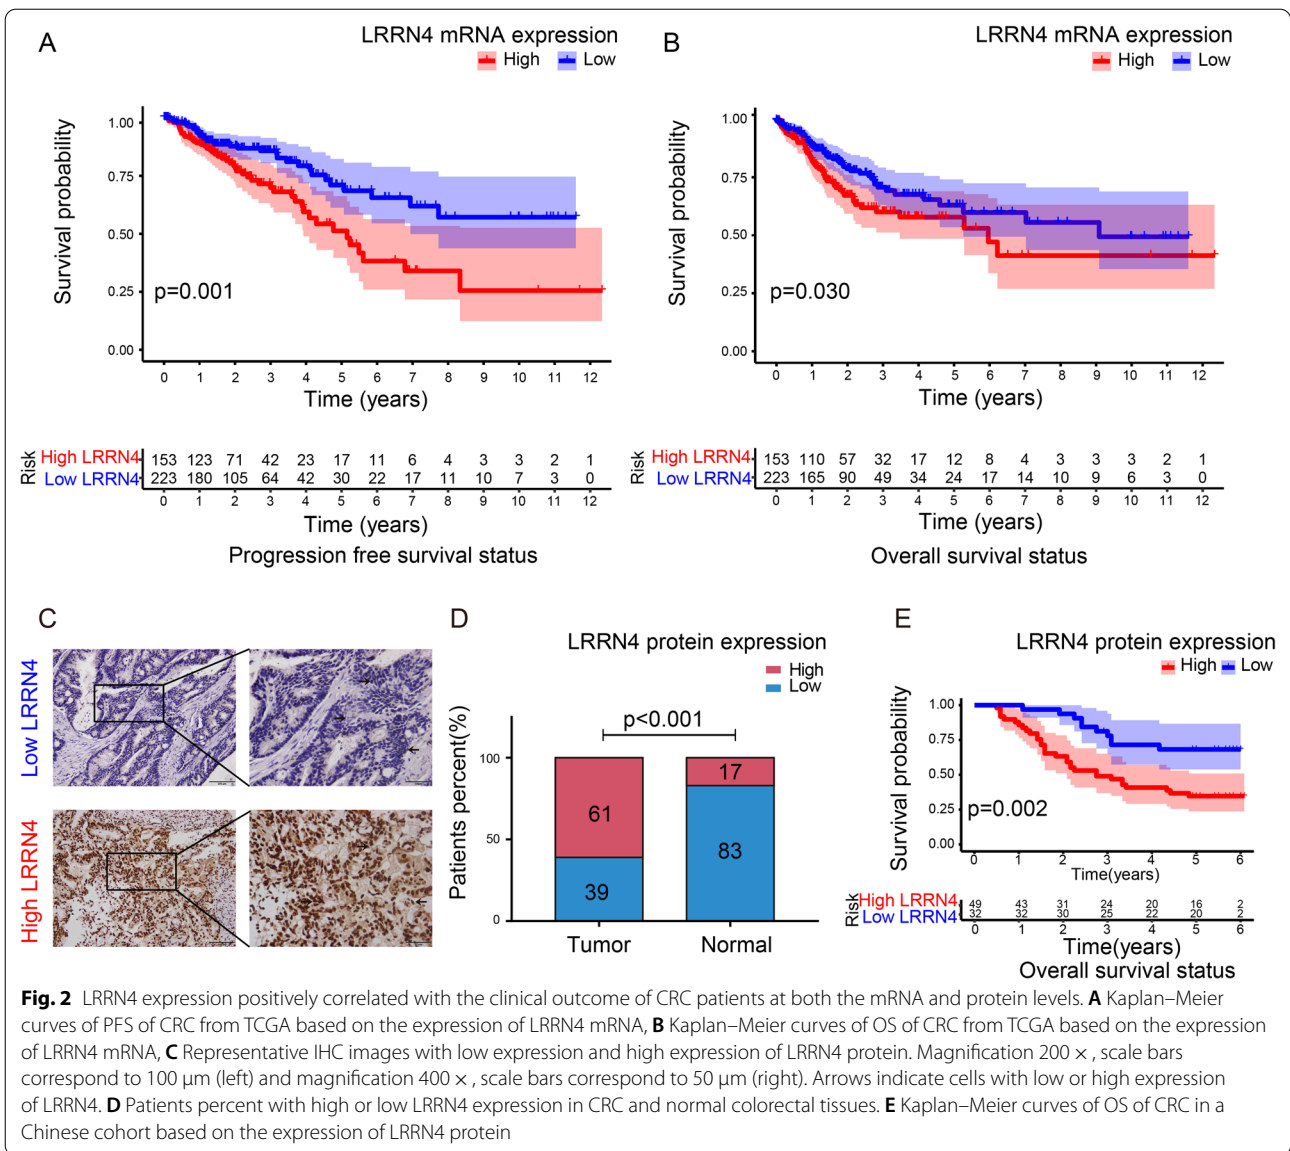 A
LRRN4 mRNA expression
High Low
Survival probability
1.00
0.75
0.50
0.25
0.00
p=0.001
0 1 2 3 4 5 6 7 8 9 10 11 12
Time (years)
Risk
High LRRN4 153 123 71 42 23 17 11 6 4 3 3 2 1
Low LRRN4 223 180 105 64 42 30 22 17 11 10 7 3 0
0 1 2 3 4 5 6 7 8 9 10 11 12
Time (years)
Progression free survival status
B
LRRN4 mRNA expression
High Low
Survival probability
1.00
0.75
0.50
0.25
0.00
p=0.030
0 1 2 3 4 5 6 7 8 9 10 11 12
Time (years)
Risk
High LRRN4 153 110 57 32 17 12 8 4 3 3 3 2 1
Low LRRN4 223 165 90 49 34 24 17 14 10 9 6 3 0
0 1 2 3 4 5 6 7 8 9 10 11 12
Time (years)
Overall survival status
C
Low LRRN4
High LRRN4
D
LRRN4 protein expression
High
Low
Patients percent(%)
p<0.001
100
50
0
61
39
17
83
Tumor Normal
E
LRRN4 protein expression
High Low
Survival probability
1.00
0.75
0.50
0.25
0.00
p=0.002
0 1 2 3 4 5 6
Time(years)
Risk
High LRRN4 49 43 31 24 20 16 2
Low LRRN4 32 32 30 25 22 20 2
0 1 2 3 4 5 6
Time(years)
Overall survival status
Fig. 2 LRRN4 expression positively correlated with the clinical outcome of CRC patients at both the mRNA and protein levels. A Kaplan–Meier
curves of PFS of CRC from TCGA based on the expression of LRRN4 mRNA, B Kaplan–Meier curves of OS of CRC from TCGA based on the expression
of LRRN4 mRNA, C Representative IHC images with low expression and high expression of LRRN4 protein. Magnification 200 × , scale bars
correspond to 100 μm (left) and magnification 400 × , scale bars correspond to 50 μm (right). Arrows indicate cells with low or high expression
of LRRN4. D Patients percent with high or low LRRN4 expression in CRC and normal colorectal tissues. E Kaplan–Meier curves of OS of CRC in a
Chinese cohort based on the expression of LRRN4 protein